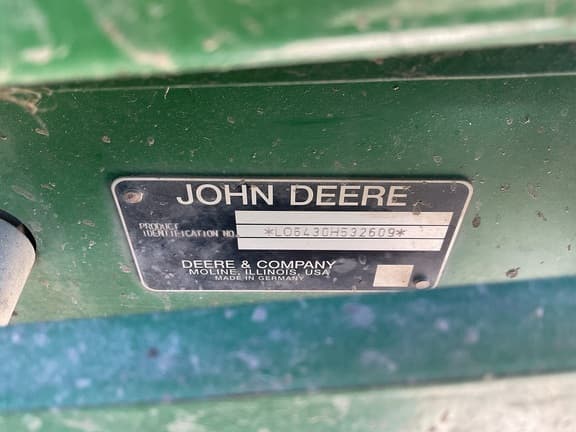 JOHN DEERE
PRODUCT
IDENTIFICATION NO.
*L06430H532609*
DEERE & COMPANY
MOLINE, ILLINOIS, USA
MADE IN GERMANY